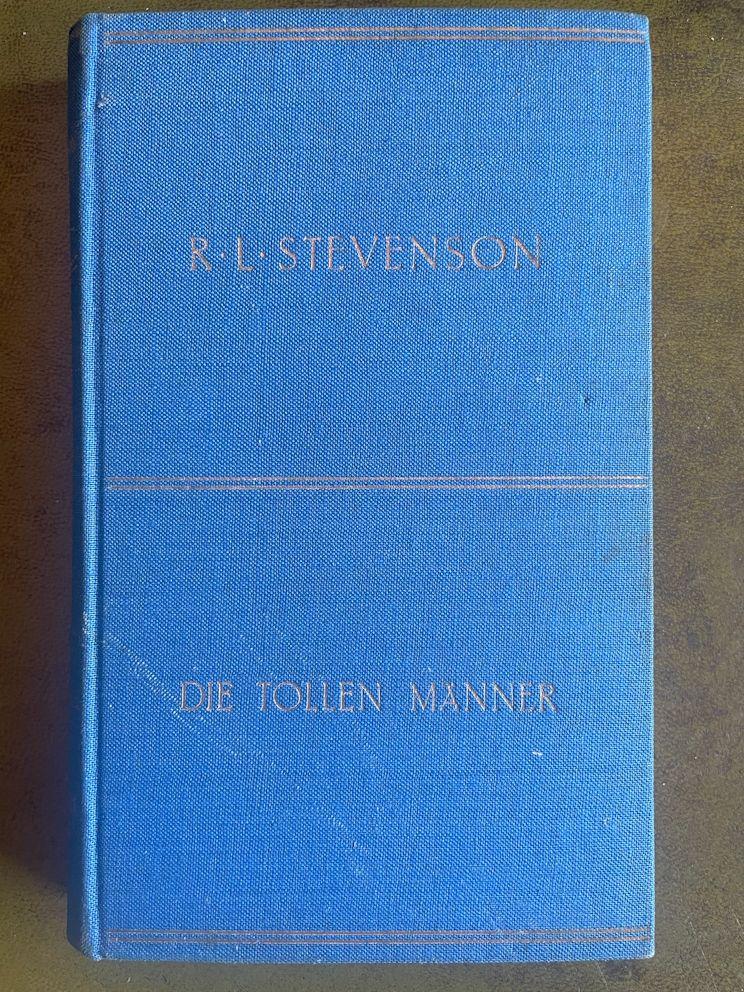 R · L · STEVENSON
DIE TOLLEN MÄNNER